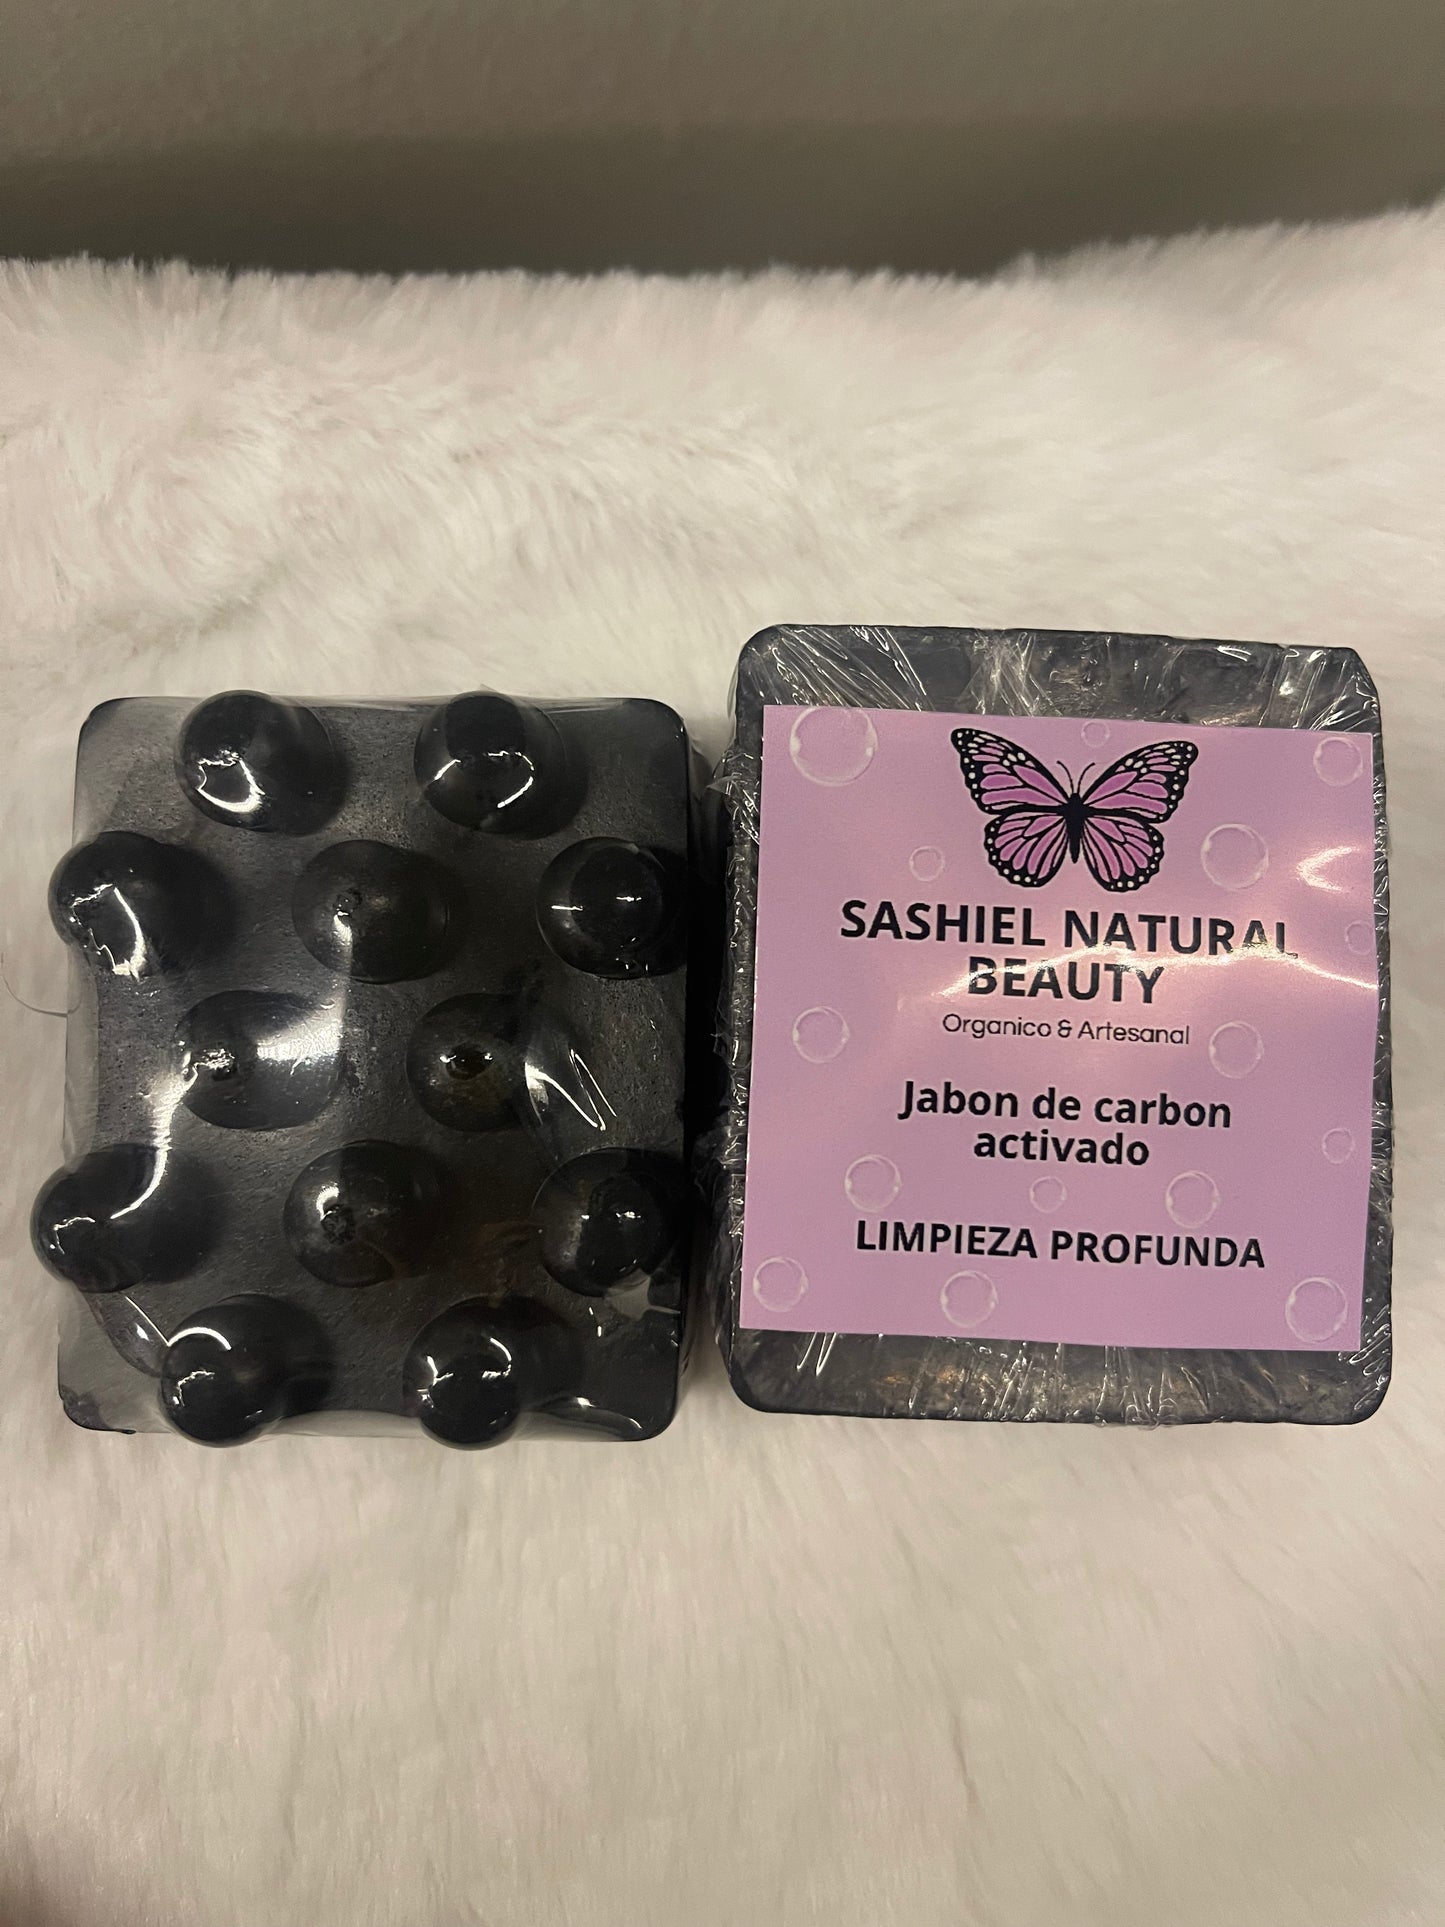 SASHIEL NATURAL
BEAUTY
Organico & Artesanal
Jabon de carbon
activado
LIMPIEZA PROFUNDA